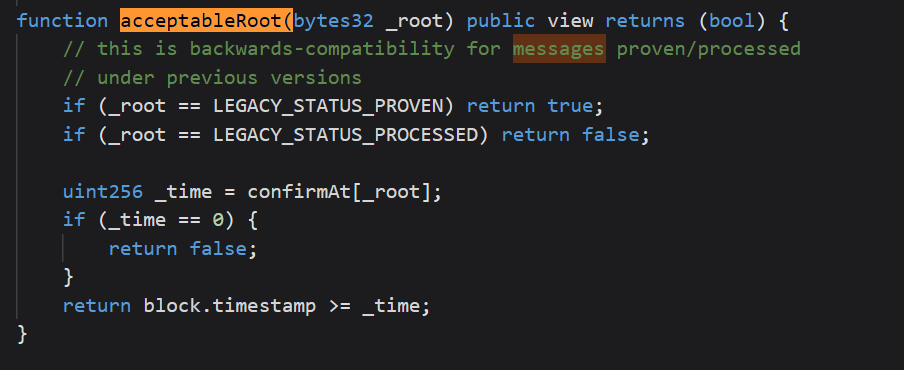 function acceptableRoot(bytes32 _root) public view returns (bool) {
    // this is backwards-compatibility for messages proven/processed
    // under previous versions
    if (_root == LEGACY_STATUS_PROVEN) return true;
    if (_root == LEGACY_STATUS_PROCESSED) return false;

    uint256 _time = confirmAt[_root];
    if (_time == 0) {
        return false;
    }
    return block.timestamp >= _time;
}